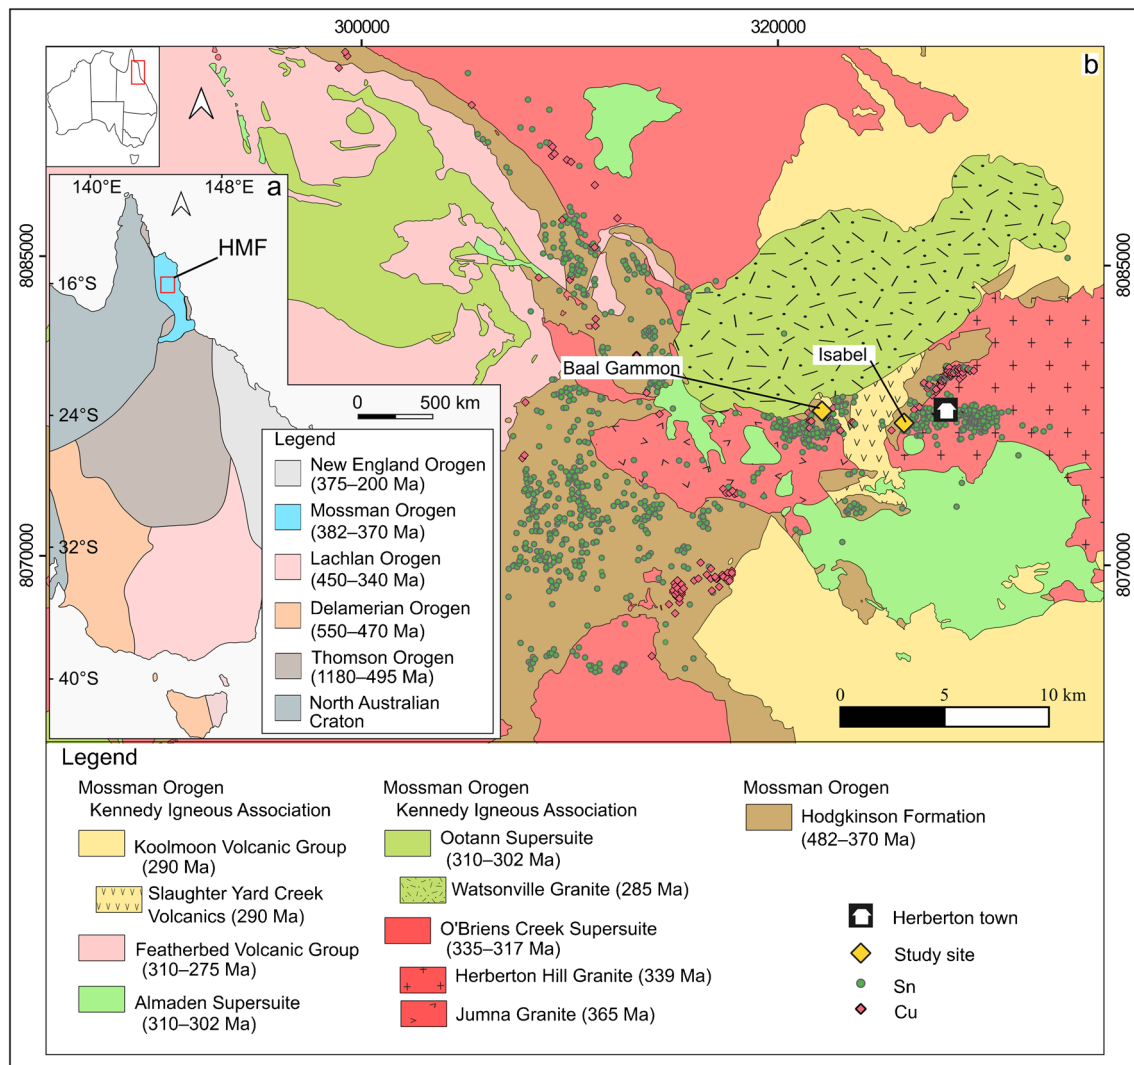 300000
320000
b
140°E
148°E
a
HMF
8085000
8085000
16°S
Isabel
Baal Gammon
24°S
0
500 km
Legend
New England Orogen
(375–200 Ma)
Mossman Orogen
(382–370 Ma)
32°S
8070000
8070000
Lachlan Orogen
(450–340 Ma)
Delamerian Orogen
(550–470 Ma)
Thomson Orogen
(1180–495 Ma)
40°S
North Australian
Craton
0
5
10 km
Legend
Mossman Orogen
Kennedy Igneous Association
Koolmoon Volcanic Group
(290 Ma)
Slaughter Yard Creek
Volcanics (290 Ma)
Featherbed Volcanic Group
(310–275 Ma)
Almaden Supersuite
(310–302 Ma)
Mossman Orogen
Kennedy Igneous Association
Ootann Supersuite
(310–302 Ma)
Watsonville Granite (285 Ma)
O'Briens Creek Supersuite
(335–317 Ma)
Herberton Hill Granite (339 Ma)
Jumna Granite (365 Ma)
Mossman Orogen
Hodgkinson Formation
(482–370 Ma)
Herberton town
Study site
Sn
Cu